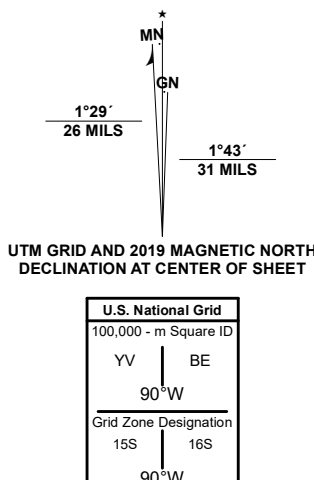 ★
MN
GN
1°29´
26 MILS
1°43´
31 MILS
UTM GRID AND 2019 MAGNETIC NORTH
DECLINATION AT CENTER OF SHEET
U.S. National Grid
100,000 - m Square ID
YV BE
90°W
Grid Zone Designation
15S 16S
90°W